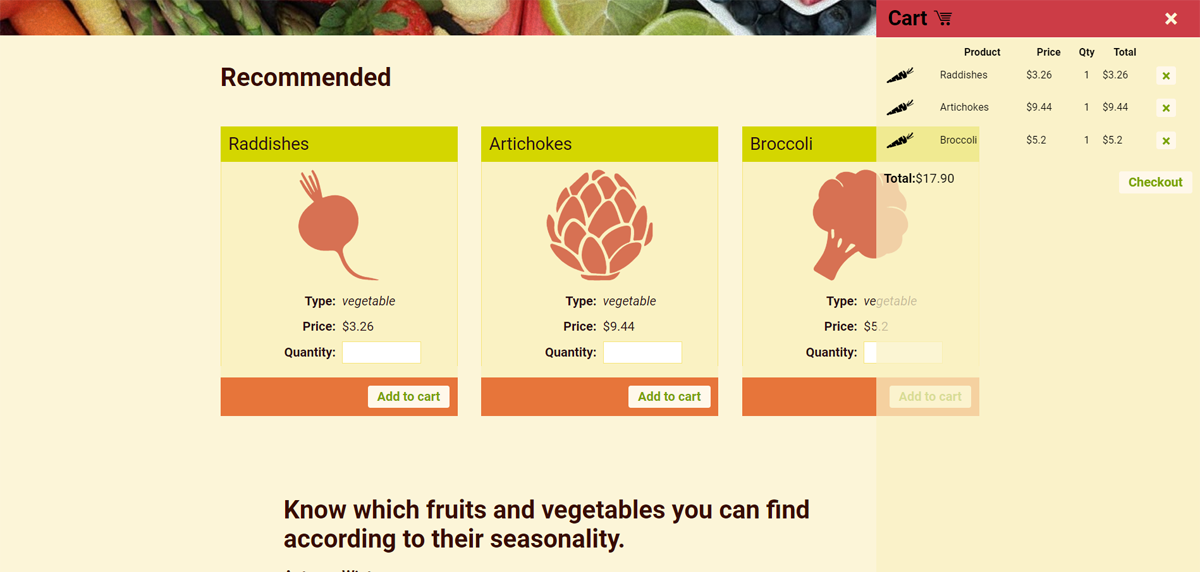 Cart
Product Price Qty Total
Raddishes $3.26 1 $3.26
Artichokes $9.44 1 $9.44
Broccoli $5.2 1 $5.2
Total:$17.90
Checkout
Recommended
Raddishes
Type: vegetable
Price: $3.26
Quantity:
Add to cart
Artichokes
Type: vegetable
Price: $9.44
Quantity:
Add to cart
Broccoli
Type: vegetable
Price: $5.2
Quantity:
Add to cart
Know which fruits and vegetables you can find
according to their seasonality.